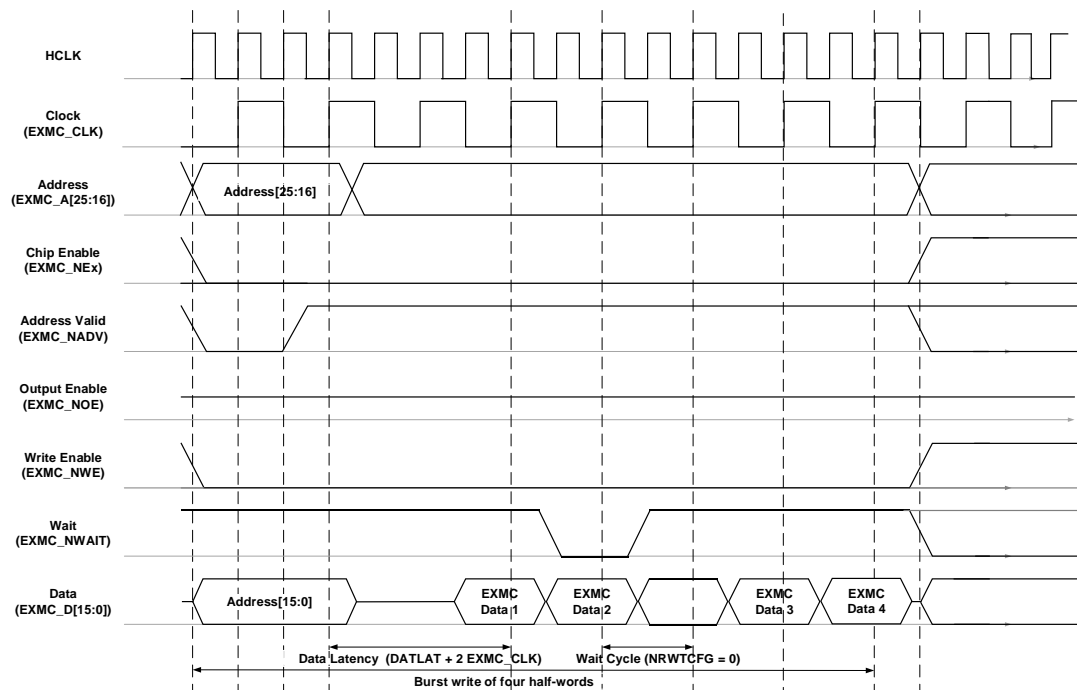 HCLK
Clock
(EXMC_CLK)
Address
(EXMC_A[25:16])
Address[25:16]
Chip Enable
(EXMC_NEx)
Address Valid
(EXMC_NADV)
Output Enable
(EXMC_NOE)
Write Enable
(EXMC_NWE)
Wait
(EXMC_NWAIT)
Data
(EXMC_D[15:0])
Address[15:0]
EXMC
Data 1
EXMC
Data 2
EXMC
Data 3
EXMC
Data 4
Data Latency (DATLAT + 2 EXMC_CLK)
Wait Cycle (NRWTCFG = 0)
Burst write of four half-words